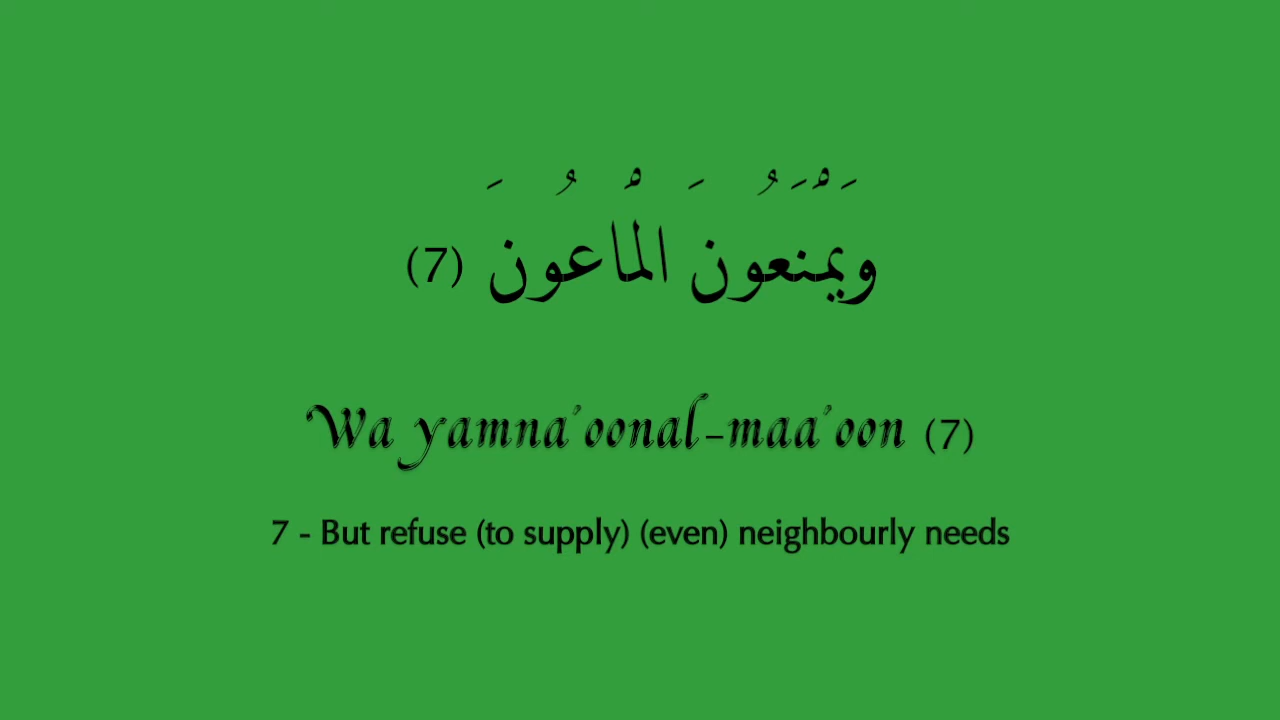 وَيَمْنَعُونَ الْمَاعُونَ (7)
Wa yamna'oonal-maa'oon (7)
7 - But refuse (to supply) (even) neighbourly needs